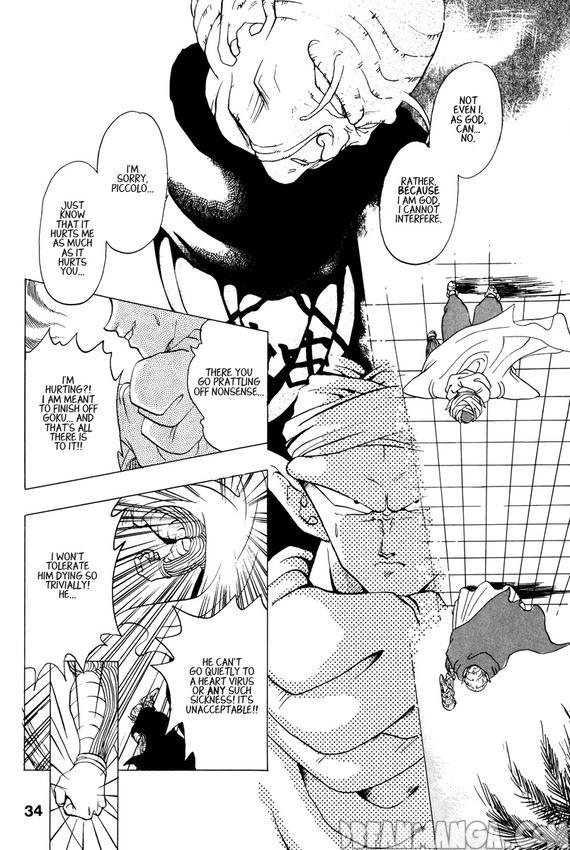 NOT
EVEN I,
AS GOD,
CAN...
NO.
RATHER,
BECAUSE
I AM GOD,
I CANNOT
INTERFERE.
I'M
SORRY,
PICCOLO...
JUST
KNOW
THAT IT
HURTS ME
AS MUCH
AS IT
HURTS
YOU...
THERE YOU
GO PRATTLING
OFF NONSENSE...
I'M
HURTING?!
I AM MEANT
TO FINISH OFF
GOKU... AND
THAT'S ALL
THERE IS
TO IT!!
I WON'T
TOLERATE
HIM DYING SO
TRIVIALLY!
HE...
HE CAN'T
GO QUIETLY TO
A HEART VIRUS
OR ANY SUCH
SICKNESS! IT'S
UNACCEPTABLE!!
34
DREAMMANGA.COM